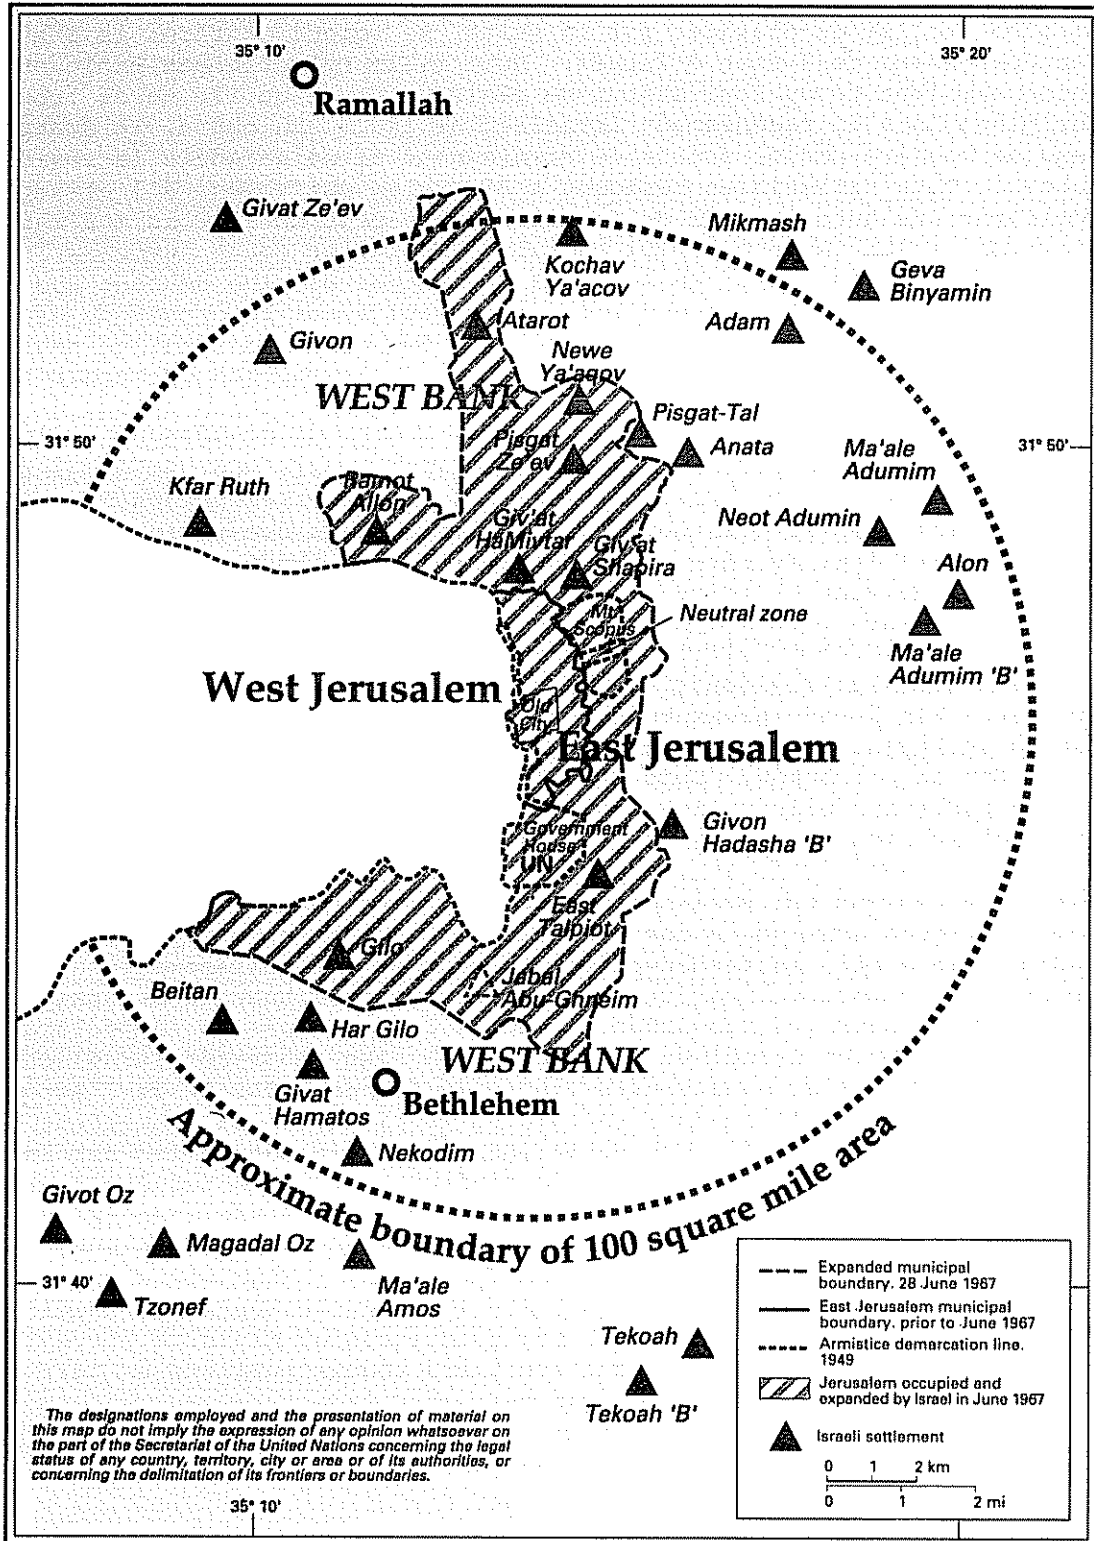 35° 10'
35° 20'
Ramallah
Givat Ze'ev
Mikmash
Kochav
Ya'acov
Geva
Binyamin
Atarot
Adam
Givon
Newe
Ya'aqov
WEST BANK
Pisgat-Tal
31° 50'
Pisgat
Ze'ev
Anata
31° 50'
Ma'ale
Adumim
Kfar Ruth
Ramot
Allon
Giv'at
HaMivtar
Neot Adumin
Giv'at
Shapira
Alon
Mt.
Scopus
Neutral zone
Ma'ale
Adumim 'B'
West Jerusalem
Old
City
East Jerusalem
Givon
Hadasha 'B'
Government
House
UN
East
Talpiot
Gilo
Jabal
Abu-Ghneim
Beitan
Har Gilo
WEST BANK
Givat
Hamatos
Bethlehem
Nekodim
Approximate boundary of 100 square mile area
Givot Oz
Magadal Oz
Ma'ale
Amos
31° 40'
Tzonef
Tekoah
Tekoah 'B'
Expanded municipal
boundary. 28 June 1967
East Jerusalem municipal
boundary. prior to June 1967
Armistice demarcation line.
1949
Jerusalem occupied and
expanded by Israel in June 1967
Israeli settlement
0 1 2 km
0 1 2 mi
The designations employed and the presentation of material on
this map do not imply the expression of any opinion whatsoever on
the part of the Secretariat of the United Nations concerning the legal
status of any country, territory, city or area or of its authorities, or
concerning the delimitation of its frontiers or boundaries.
35° 10'